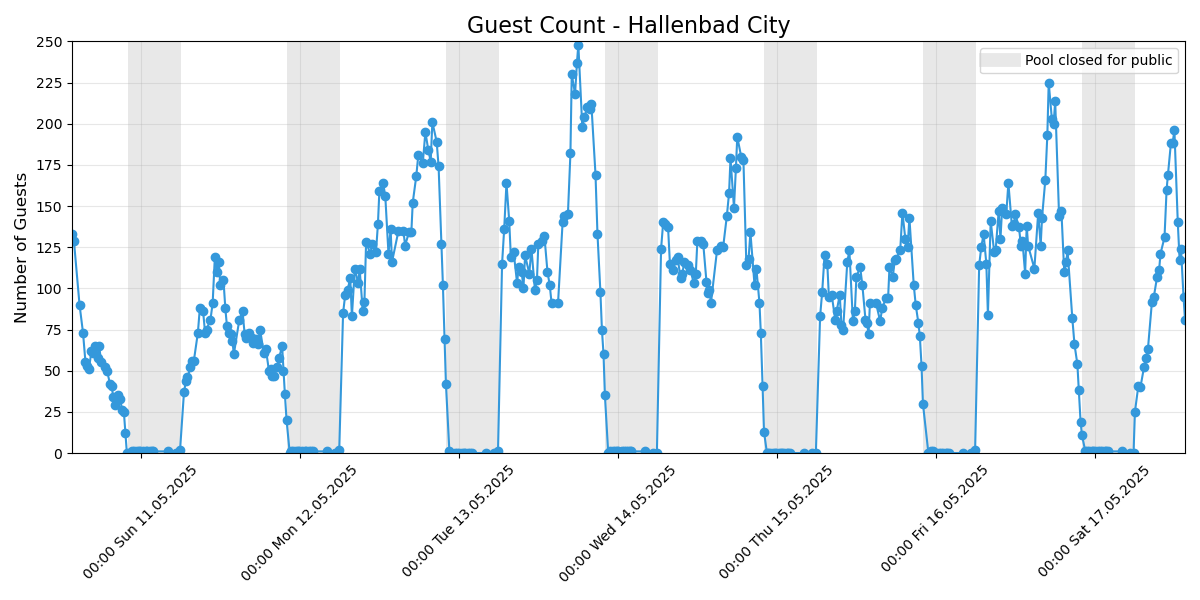 Guest Count - Hallenbad City
Pool closed for public
Number of Guests
250
225
200
175
150
125
100
75
50
25
0
00:00 Sun 11.05.2025
00:00 Mon 12.05.2025
00:00 Tue 13.05.2025
00:00 Wed 14.05.2025
00:00 Thu 15.05.2025
00:00 Fri 16.05.2025
00:00 Sat 17.05.2025